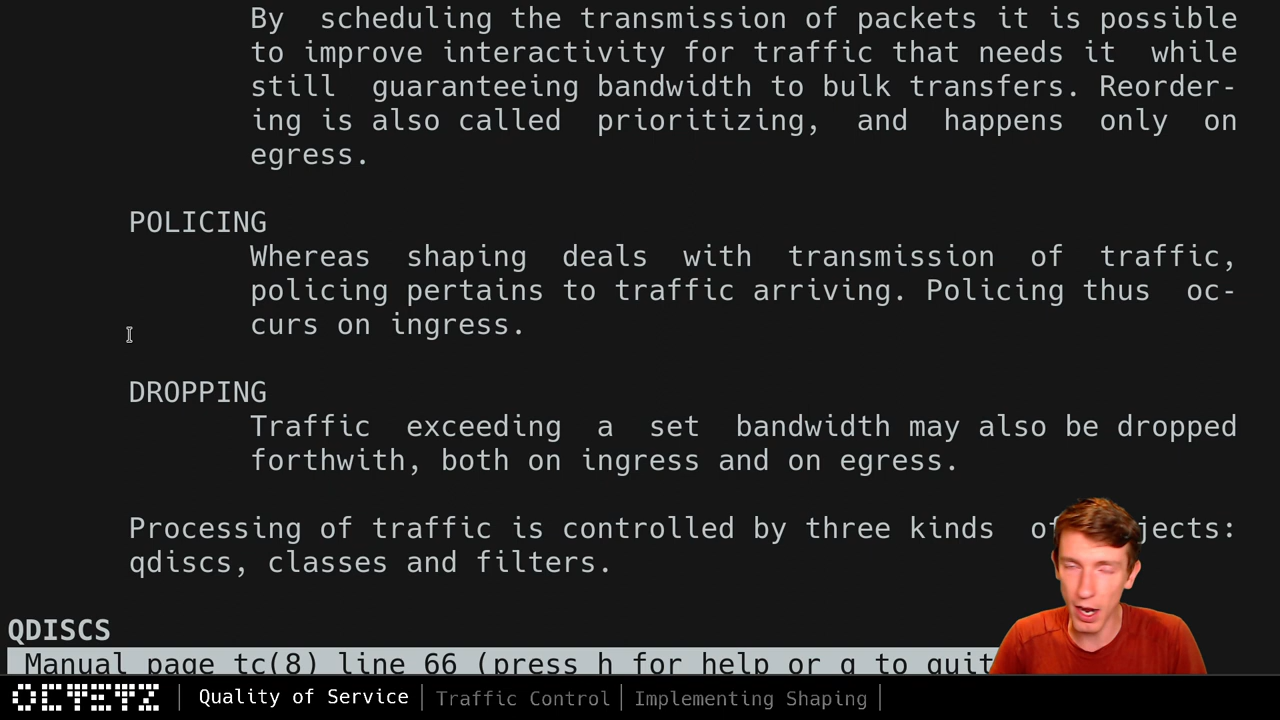 By scheduling the transmission of packets it is possible
to improve interactivity for traffic that needs it while
still guaranteeing bandwidth to bulk transfers. Reorder-
ing is also called prioritizing, and happens only on
egress.
POLICING
Whereas shaping deals with transmission of traffic,
policing pertains to traffic arriving. Policing thus oc-
curs on ingress.
DROPPING
Traffic exceeding a set bandwidth may also be dropped
forthwith, both on ingress and on egress.
Processing of traffic is controlled by three kinds
qdiscs, classes and filters.
QDISCS
Manual page tc(8) line 66 (press h for help or q to quit
OCTETZ Quality of Service Traffic Control Implementing Shaping